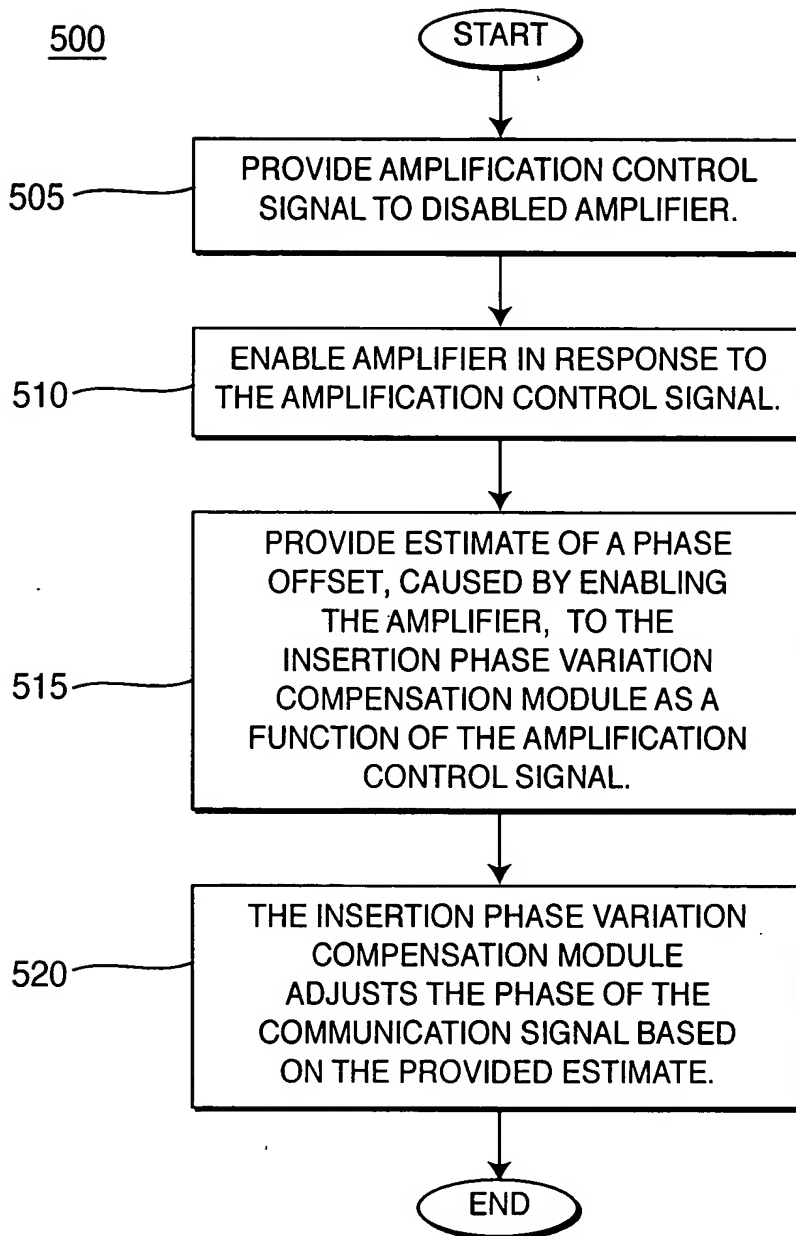 500
START
505
PROVIDE AMPLIFICATION CONTROL
SIGNAL TO DISABLED AMPLIFIER.
510
ENABLE AMPLIFIER IN RESPONSE TO
THE AMPLIFICATION CONTROL SIGNAL.
515
PROVIDE ESTIMATE OF A PHASE
OFFSET, CAUSED BY ENABLING
THE AMPLIFIER, TO THE
INSERTION PHASE VARIATION
COMPENSATION MODULE AS A
FUNCTION OF THE AMPLIFICATION
CONTROL SIGNAL.
520
THE INSERTION PHASE VARIATION
COMPENSATION MODULE
ADJUSTS THE PHASE OF THE
COMMUNICATION SIGNAL BASED
ON THE PROVIDED ESTIMATE.
END